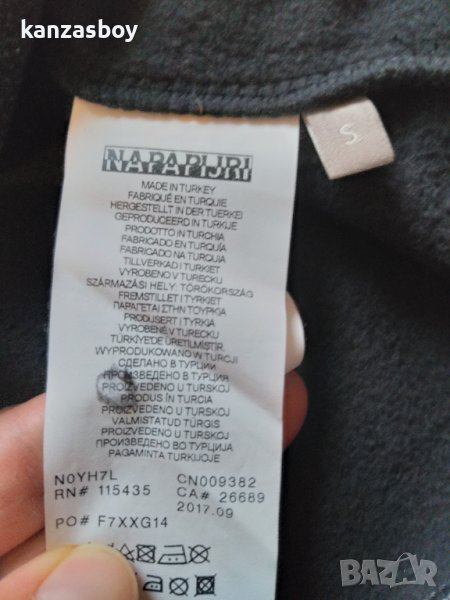 kanzasboy
S
NAPAPIJRI
MADE IN TURKEY
FABRIQUÉ EN TURQUIE
HERGESTELLT IN DER TUERKEI
GEPRODUCEERD IN TURKIJE
PRODOTTO IN TURCHIA
FABRICADO EN TURQUÍA
FABRICADO NA TURQUIA
TILLVERKAD I TURKIET
VYROBENO V TURECKU
SZÁRMAZÁSI HELY: TÖRÖKORSZÁG
FREMSTILLET I TYRKIET
ΠΑΡΑΓΕΤΑΙ ΣΤΗΝ ΤΟΥΡΚΙΑ
PRODUSERT I TYRKIA
VYROBENÉ V TURECKU
TÜRKİYE'DE ÜRETİLMİŞTİR.
WYPRODUKOWANO W TURCJI
СДЕЛАНО В ТУРЦИИ
ПРОИЗВЕДЕНО В ТУРЦИЯ
PROIZVEDENO U TURSKOJ
PRODUS ÎN TURCIA
PROIZVEDENO V TURČIJI
VALMISTATUD TÜRGIS
PROIZVEDENO U TURSKOJ
ПРОИЗВЕДЕНО ВО ТУРЦИЈА
PAGAMINTA TURKIJOJE
N0YH7L CN009382
RN# 115435 CA# 26689
2017.09
PO# F7XXG14
BAZAR